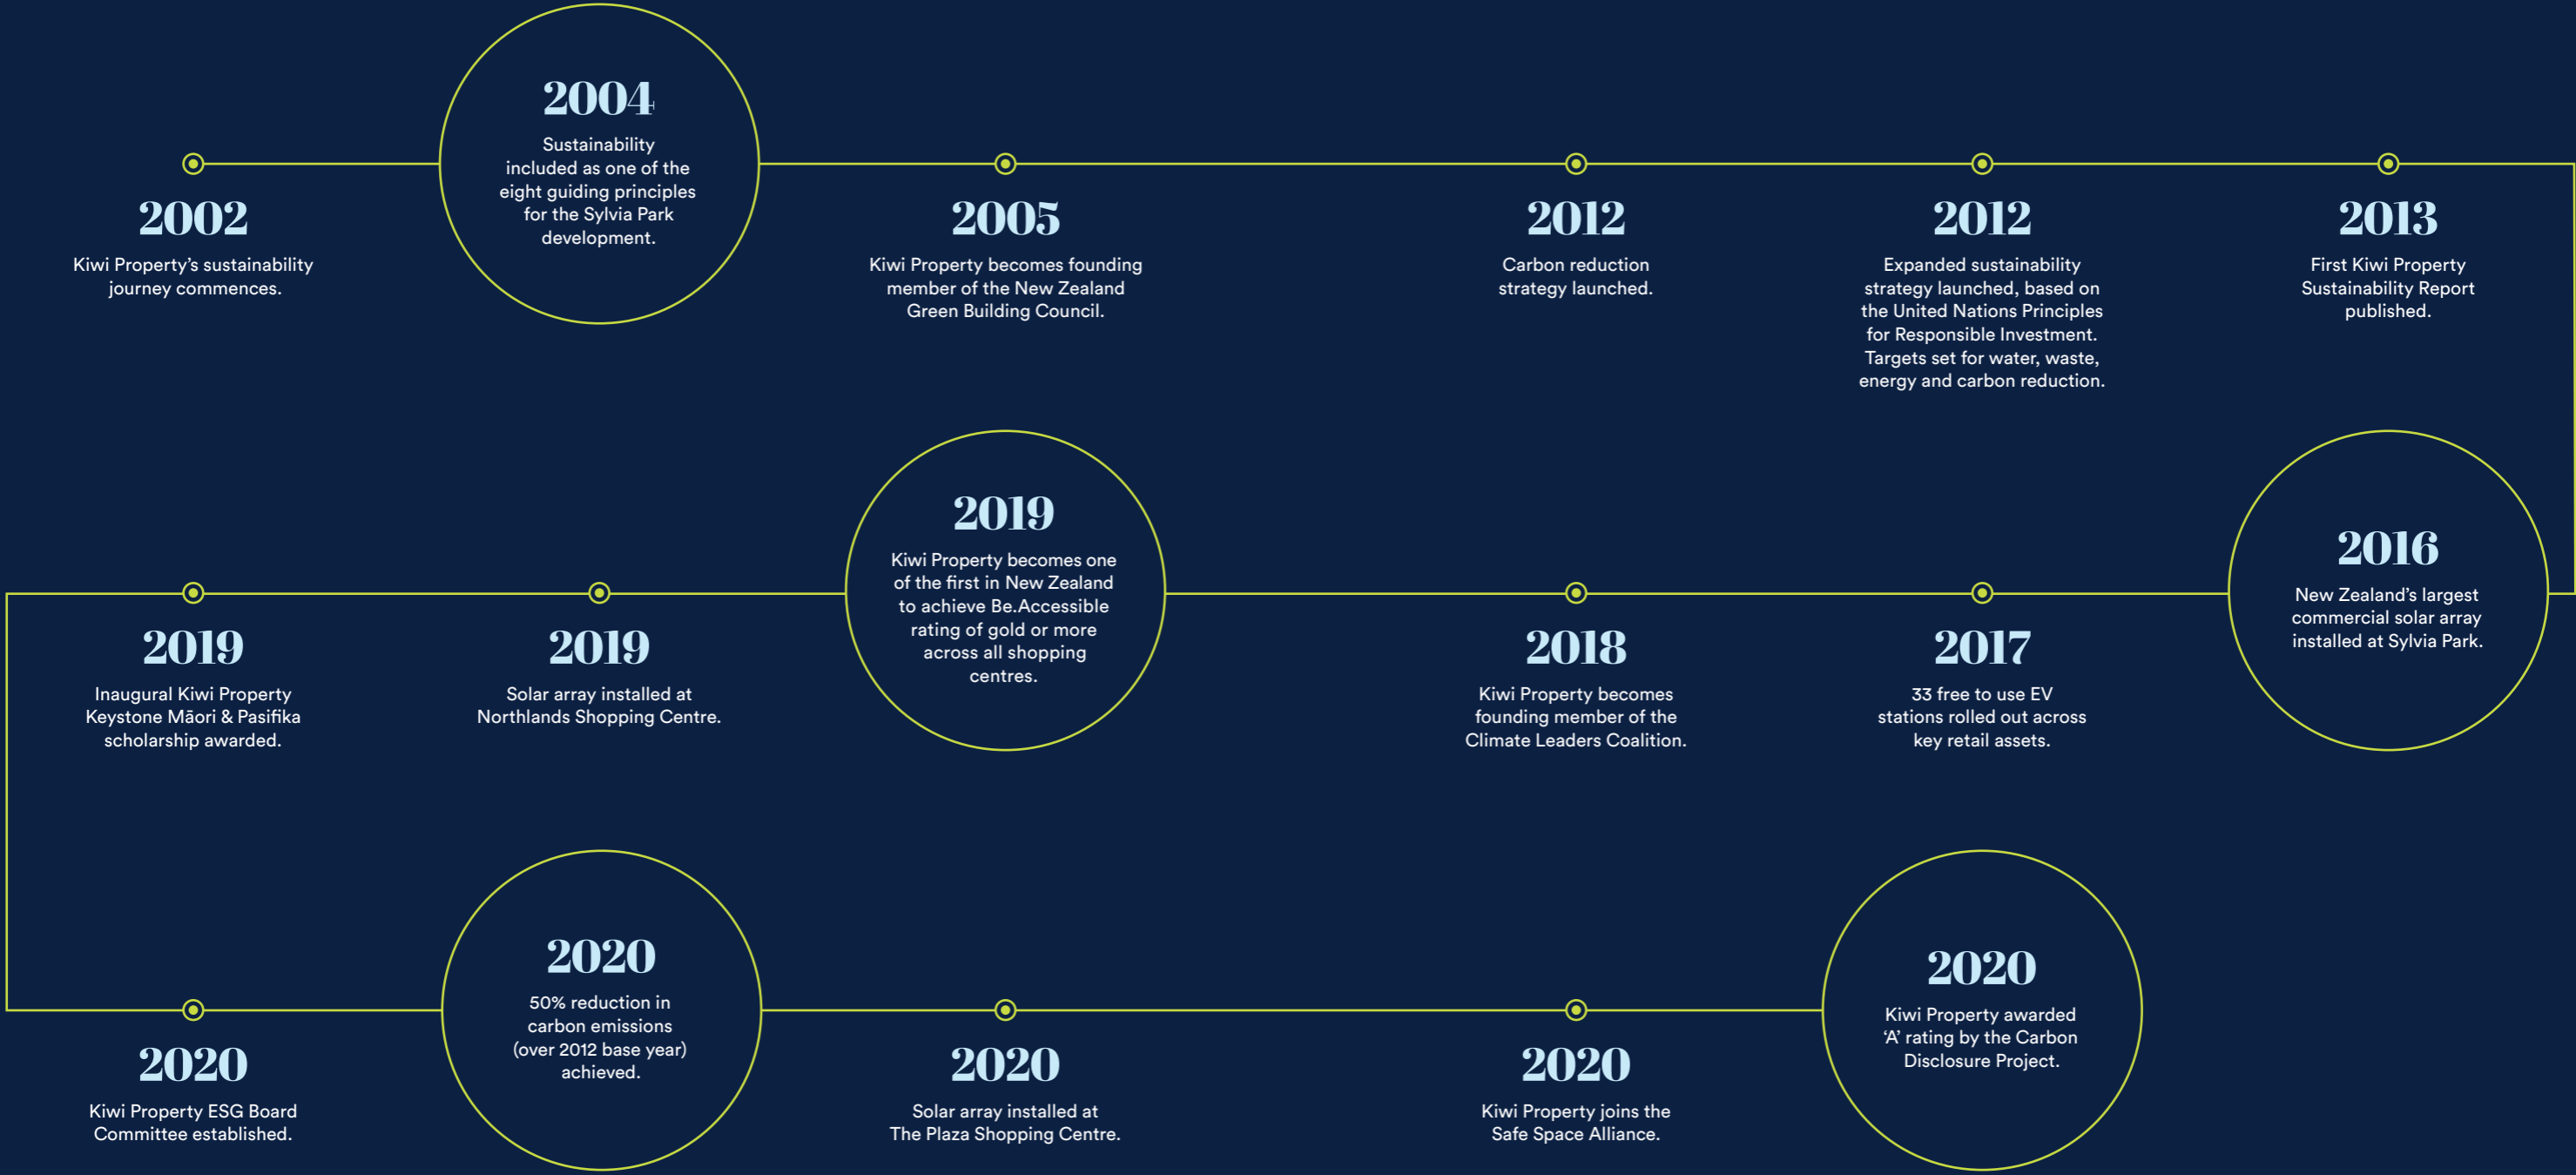 2002
Kiwi Property’s sustainability
journey commences.
2004
Sustainability
included as one of the
eight guiding principles
for the Sylvia Park
development.
2005
Kiwi Property becomes founding
member of the New Zealand
Green Building Council.
2012
Carbon reduction
strategy launched.
2012
Expanded sustainability
strategy launched, based on
the United Nations Principles
for Responsible Investment.
Targets set for water, waste,
energy and carbon reduction.
2013
First Kiwi Property
Sustainability Report
published.
2016
New Zealand’s largest
commercial solar array
installed at Sylvia Park.
2017
33 free to use EV
stations rolled out across
key retail assets.
2018
Kiwi Property becomes
founding member of the
Climate Leaders Coalition.
2019
Kiwi Property becomes one
of the first in New Zealand
to achieve Be.Accessible
rating of gold or more
across all shopping
centres.
2019
Solar array installed at
Northlands Shopping Centre.
2019
Inaugural Kiwi Property
Keystone Māori & Pasifika
scholarship awarded.
2020
Kiwi Property ESG Board
Committee established.
2020
50% reduction in
carbon emissions
(over 2012 base year)
achieved.
2020
Solar array installed at
The Plaza Shopping Centre.
2020
Kiwi Property joins the
Safe Space Alliance.
2020
Kiwi Property awarded
‘A’ rating by the Carbon
Disclosure Project.